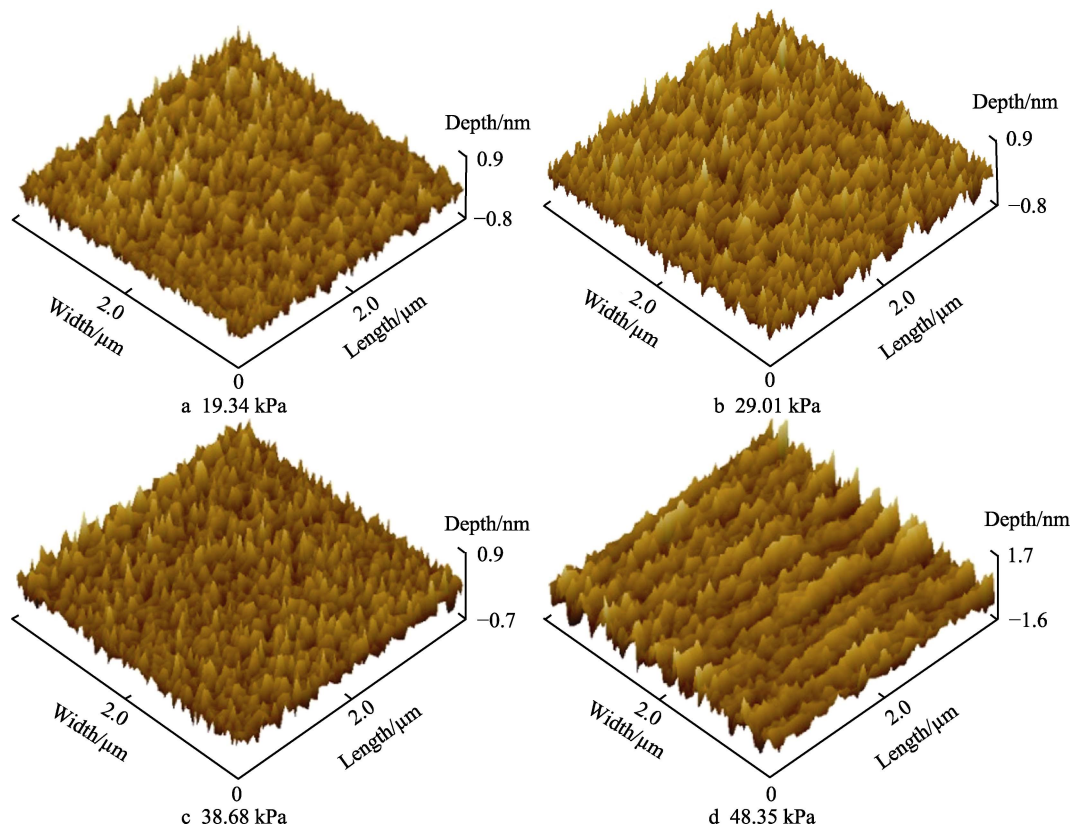 Depth/nm
0.9
−0.8
Width/μm
2.0
2.0
Length/μm
0
a 19.34 kPa
Depth/nm
0.9
−0.8
Width/μm
2.0
2.0
Length/μm
0
b 29.01 kPa
Depth/nm
0.9
−0.7
Width/μm
2.0
2.0
Length/μm
0
c 38.68 kPa
Depth/nm
1.7
−1.6
Width/μm
2.0
2.0
Length/μm
0
d 48.35 kPa